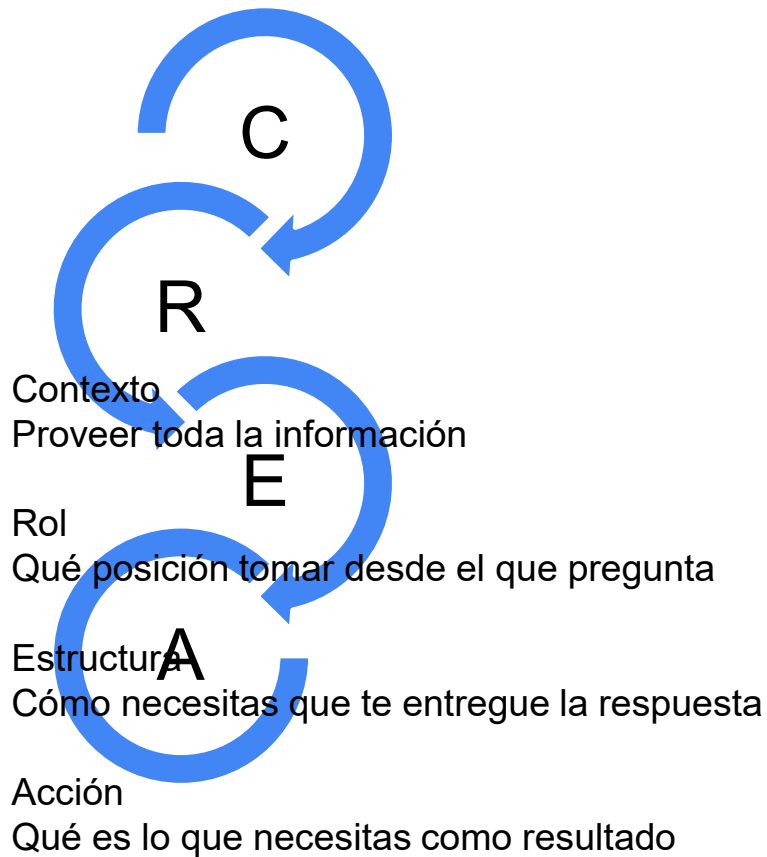 C
R
E
A
Contexto
Proveer toda la información
Rol
Qué posición tomar desde el que pregunta
Estructura
Cómo necesitas que te entregue la respuesta
Acción
Qué es lo que necesitas como resultado